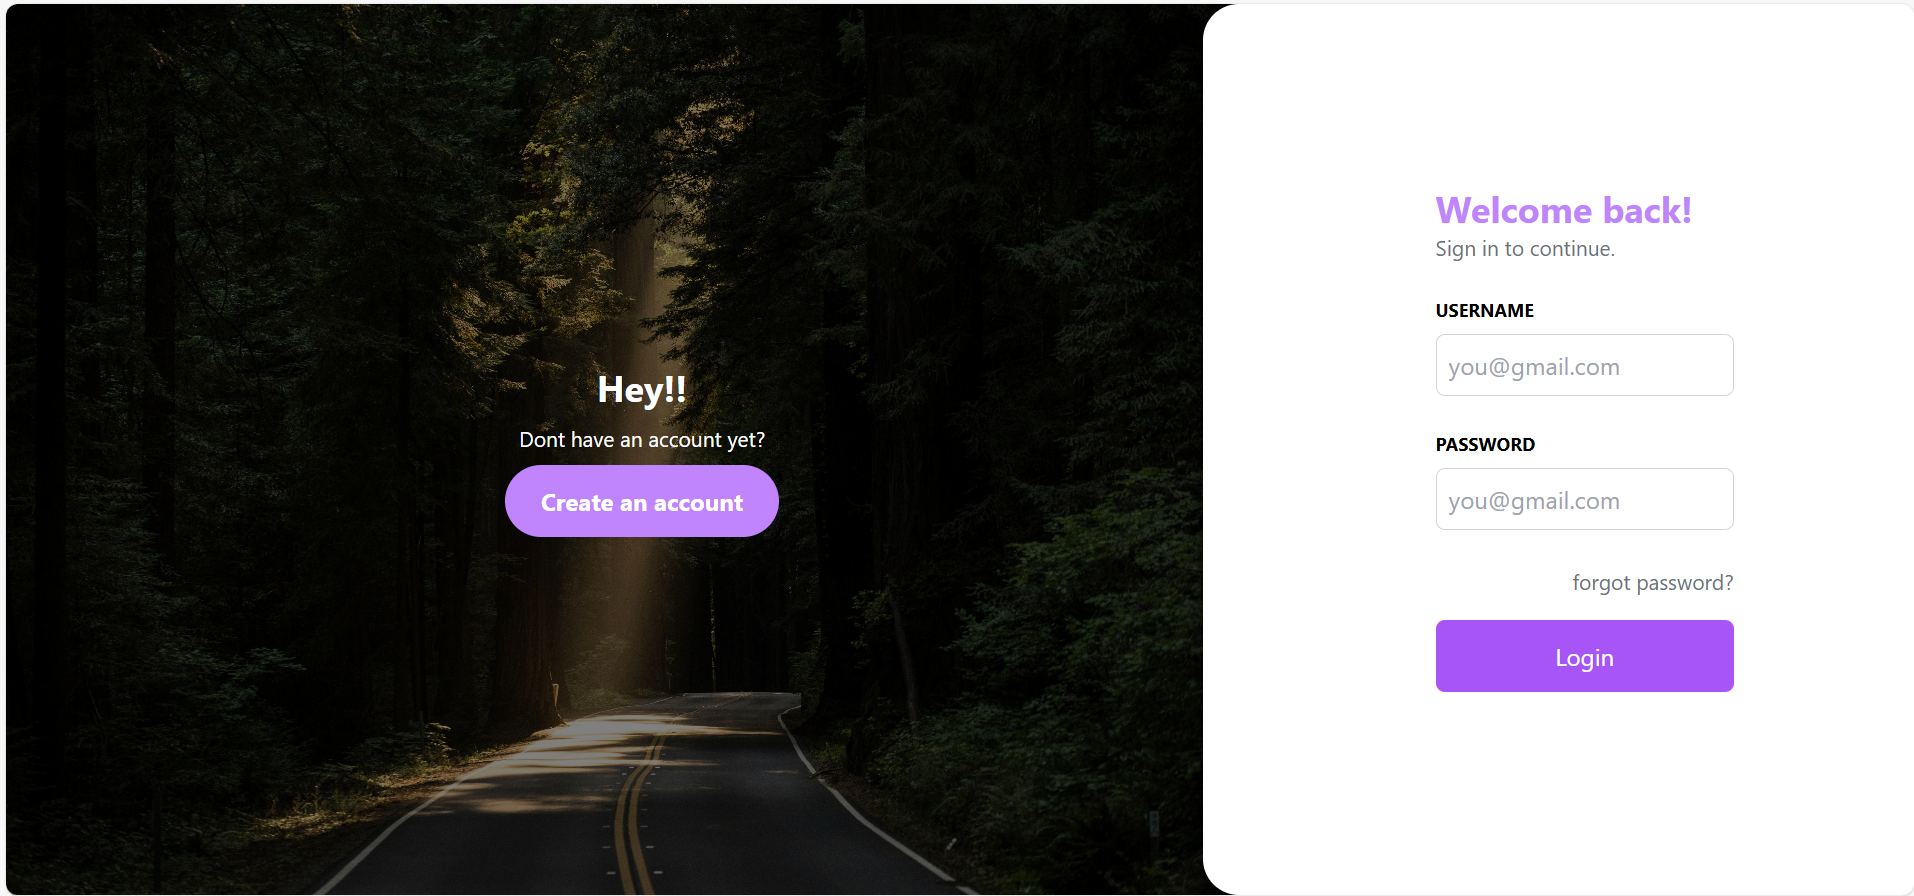 Hey!!
Dont have an account yet?
Create an account
Welcome back!
Sign in to continue.
USERNAME
you@gmail.com
PASSWORD
you@gmail.com
forgot password?
Login